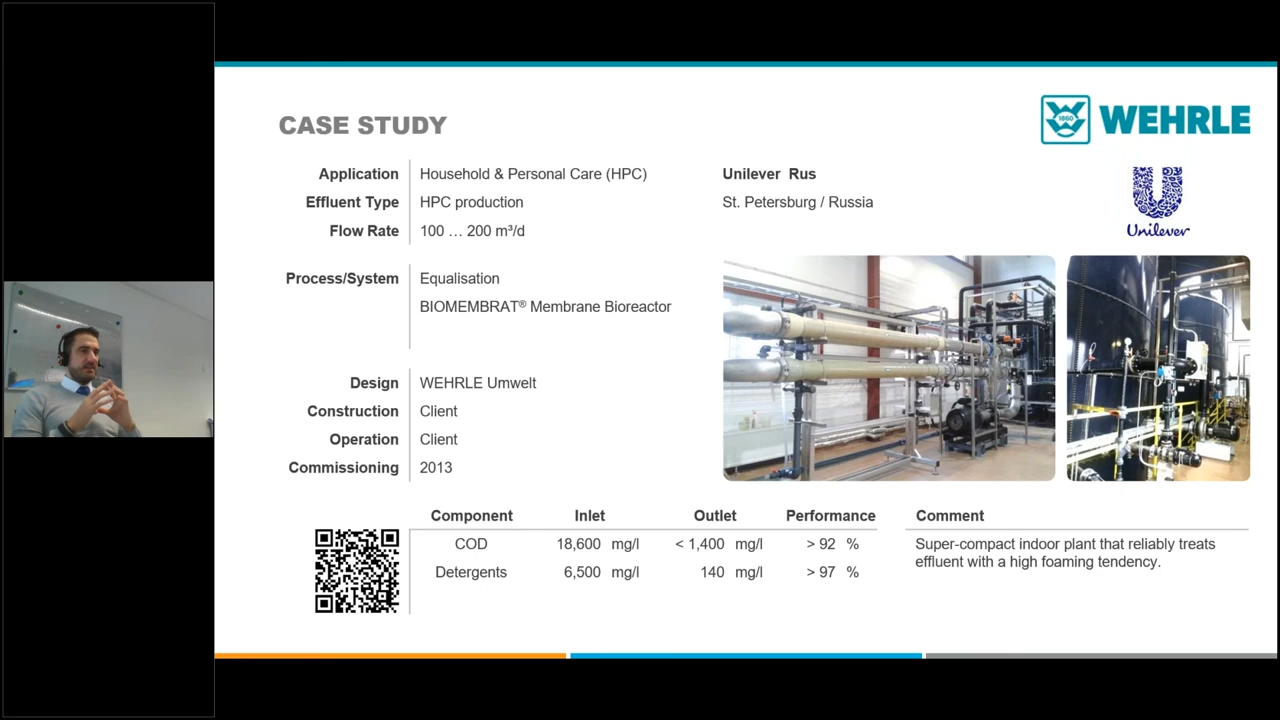 CASE STUDY
1860
WEHRLE
Application Household & Personal Care (HPC)
Effluent Type HPC production
Flow Rate 100 … 200 m³/d
Unilever Rus
St. Petersburg / Russia
Unilever
Process/System Equalisation
BIOMEMBRAT® Membrane Bioreactor
Design WEHRLE Umwelt
Construction Client
Operation Client
Commissioning 2013
Component Inlet Outlet Performance
COD 18,600 mg/l < 1,400 mg/l > 92 %
Detergents 6,500 mg/l 140 mg/l > 97 %
Comment
Super-compact indoor plant that reliably treats
effluent with a high foaming tendency.